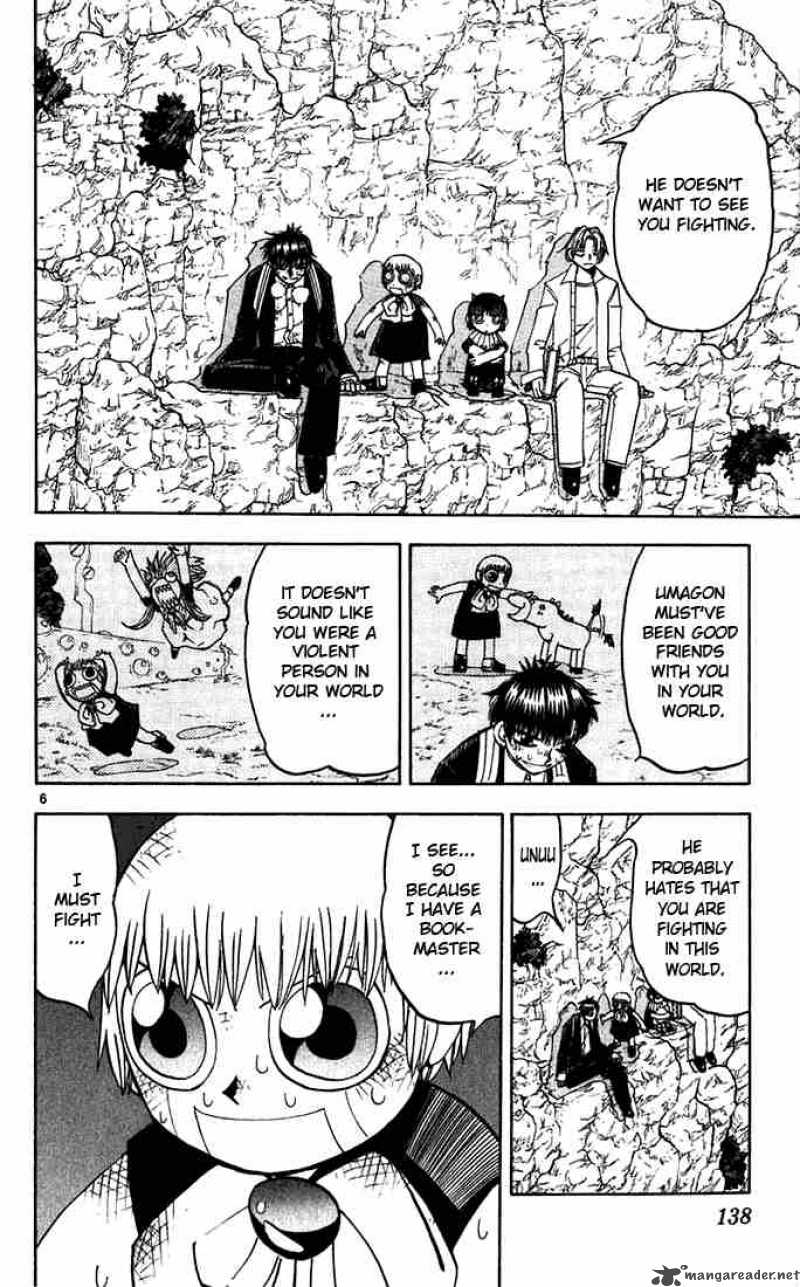 HE DOESN'T
WANT TO SEE
YOU FIGHTING.
UMAGON
MUST'VE
BEEN GOOD
FRIENDS
WITH YOU
IN YOUR
WORLD.
IT DOESN'T
SOUND LIKE
YOU WERE A
VIOLENT
PERSON IN
YOUR WORLD
...
6
HE
PROBABLY
HATES THAT
YOU ARE
FIGHTING
IN THIS
WORLD.
UNUU
...
I SEE...
SO
BECAUSE
I HAVE A
BOOK-
MASTER
...
I
MUST
FIGHT
...
138
mangareader.net